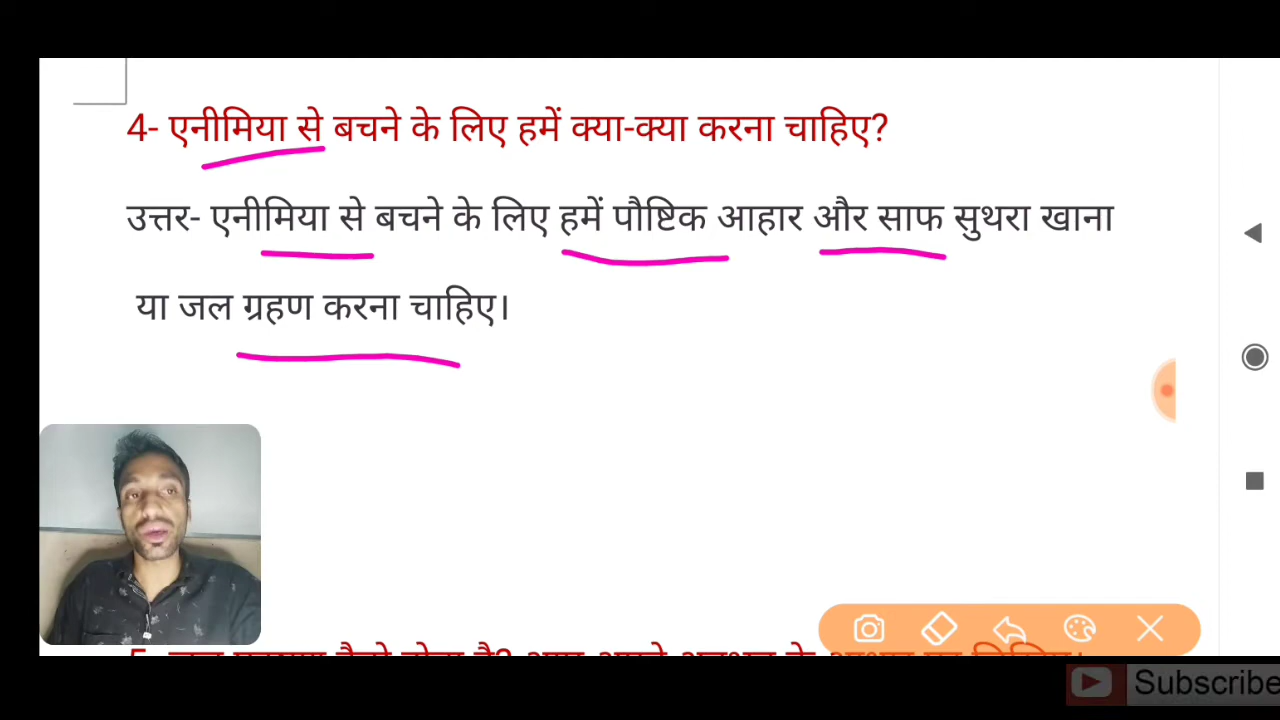 4- एनीमिया से बचने के लिए हमें क्या-क्या करना चाहिए?
उत्तर- एनीमिया से बचने के लिए हमें पौष्टिक आहार और साफ सुथरा खाना
या जल ग्रहण करना चाहिए।
Subscribe